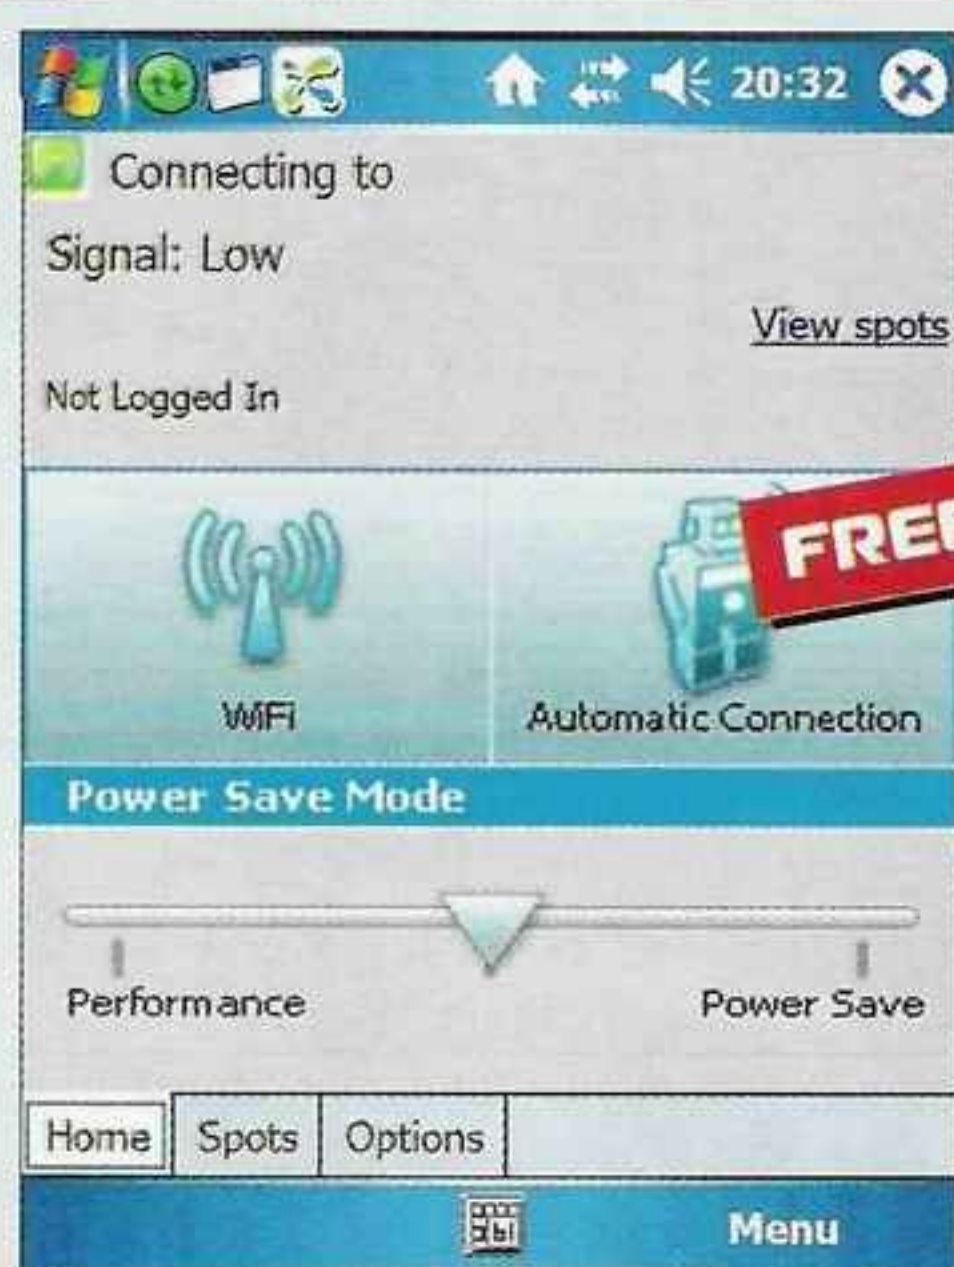 20:32
Connecting to
Signal: Low
View spots
Not Logged In
FREE
WiFi
Automatic Connection
Power Save Mode
Performance
Power Save
Home
Spots
Options
Menu